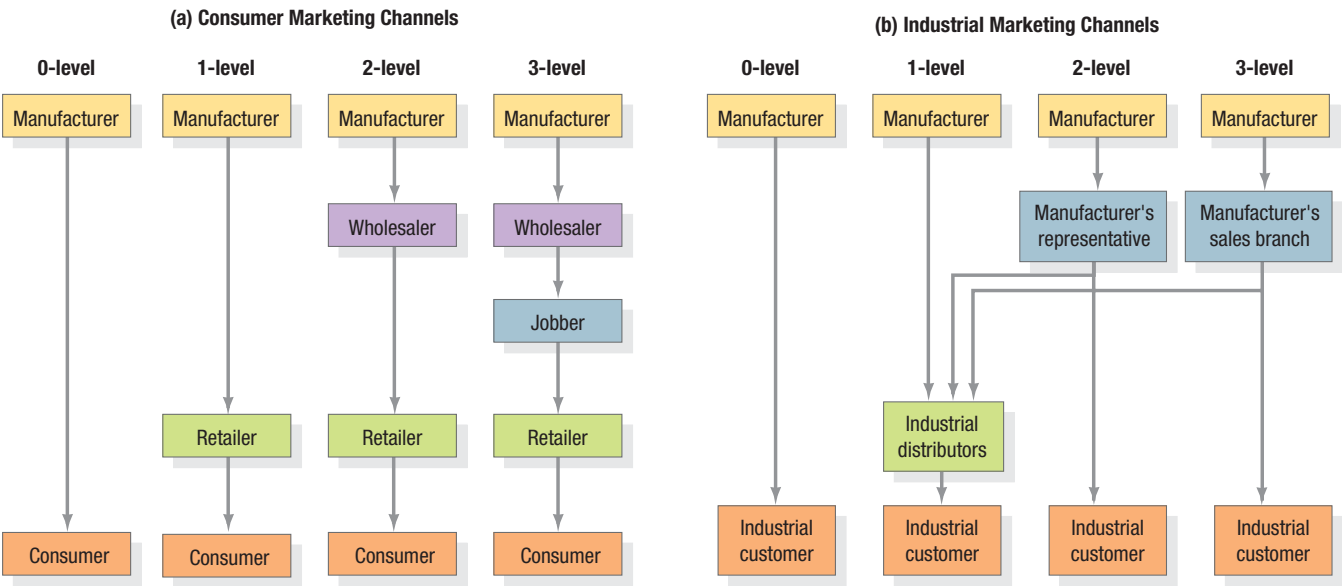 (a) Consumer Marketing Channels
0-level
1-level
2-level
3-level
Manufacturer
Manufacturer
Manufacturer
Manufacturer
Wholesaler
Wholesaler
Jobber
Retailer
Retailer
Retailer
Consumer
Consumer
Consumer
Consumer
(b) Industrial Marketing Channels
0-level
1-level
2-level
3-level
Manufacturer
Manufacturer
Manufacturer
Manufacturer
Manufacturer's
representative
Manufacturer's
sales branch
Industrial
distributors
Industrial
customer
Industrial
customer
Industrial
customer
Industrial
customer